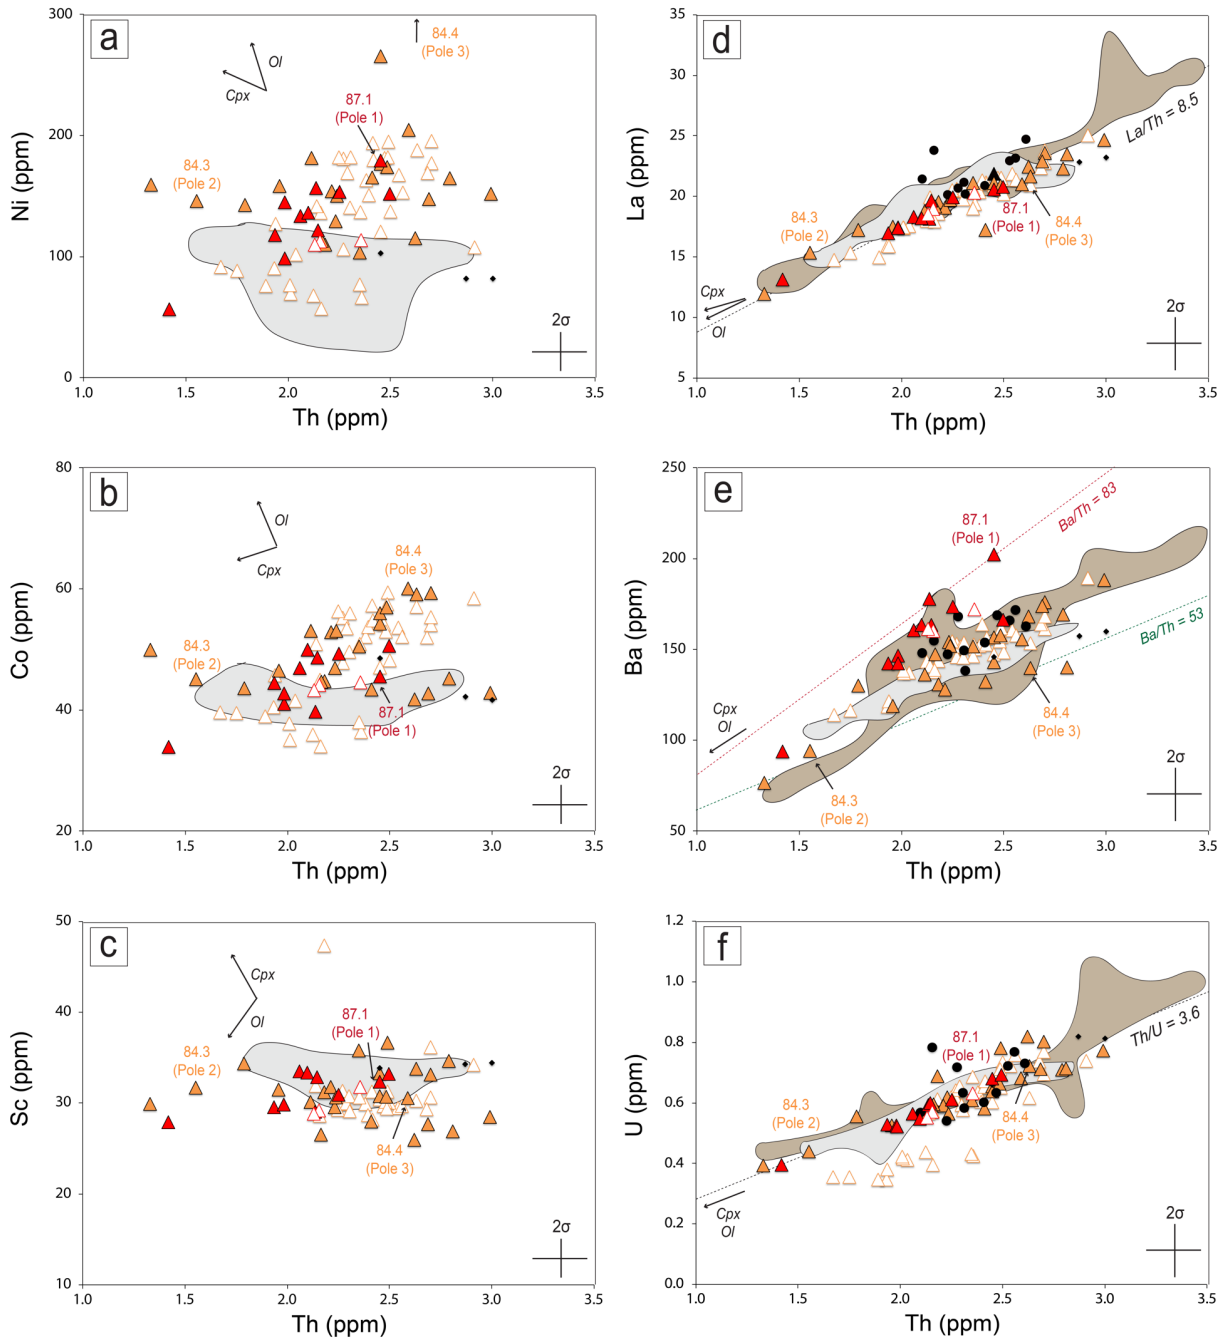 a
300
200
100
0
Ni (ppm)
1.0
1.5
2.0
2.5
3.0
3.5
Th (ppm)
Ol
Cpx
84.4
(Pole 3)
87.1
(Pole 1)
84.3
(Pole 2)
2σ
d
35
30
25
20
15
10
5
La (ppm)
1.0
1.5
2.0
2.5
3.0
3.5
Th (ppm)
La/Th = 8.5
84.3
(Pole 2)
87.1
(Pole 1)
84.4
(Pole 3)
Cpx
Ol
2σ
b
80
60
40
20
Co (ppm)
1.0
1.5
2.0
2.5
3.0
3.5
Th (ppm)
Ol
Cpx
84.4
(Pole 3)
84.3
(Pole 2)
87.1
(Pole 1)
2σ
e
250
200
150
100
50
Ba (ppm)
1.0
1.5
2.0
2.5
3.0
3.5
Th (ppm)
87.1
(Pole 1)
Ba/Th = 83
Ba/Th = 53
Cpx
Ol
84.4
(Pole 3)
84.3
(Pole 2)
2σ
c
50
40
30
20
10
Sc (ppm)
1.0
1.5
2.0
2.5
3.0
3.5
Th (ppm)
Cpx
Ol
87.1
(Pole 1)
84.3
(Pole 2)
84.4
(Pole 3)
2σ
f
1.2
1.0
0.8
0.6
0.4
0.2
0.0
U (ppm)
1.0
1.5
2.0
2.5
3.0
3.5
Th (ppm)
87.1
(Pole 1)
Th/U = 3.6
84.3
(Pole 2)
84.4
(Pole 3)
Cpx
Ol
2σ